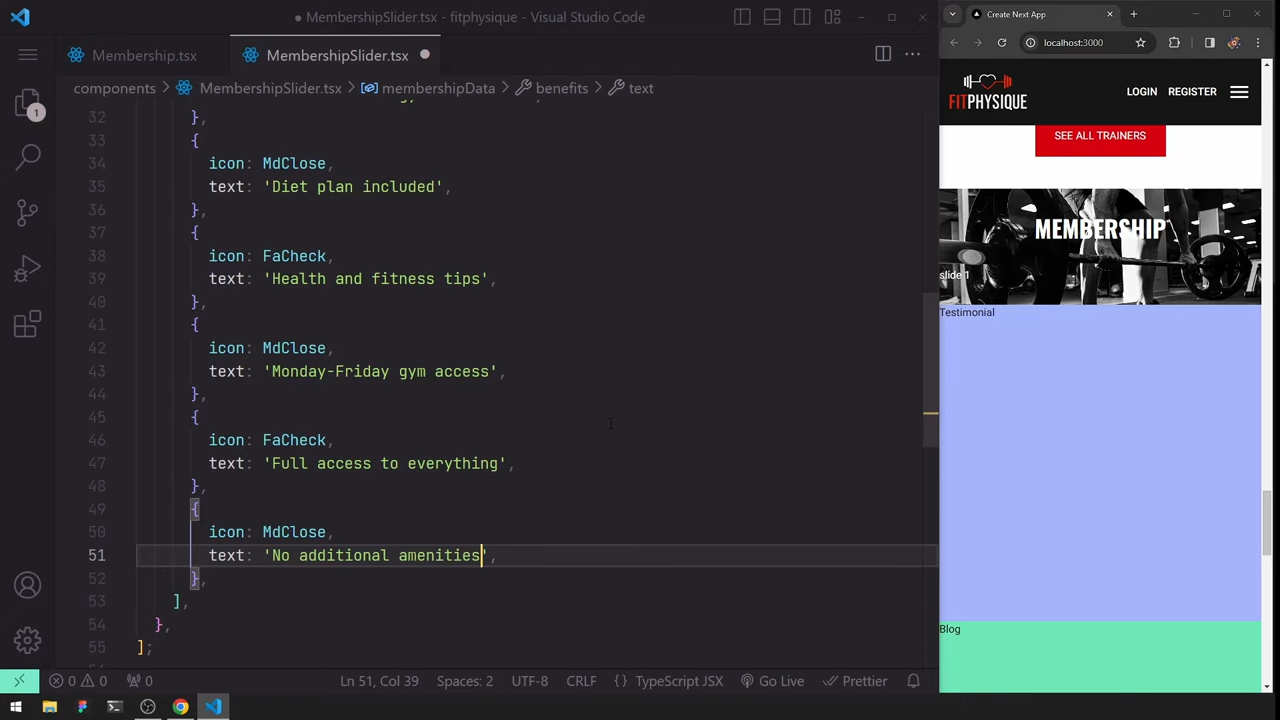 ● MembershipSlider.tsx - fitphysique - Visual Studio Code
Membership.tsx
MembershipSlider.tsx ●
components > MembershipSlider.tsx > membershipData > benefits > text
32 },
33 {
34 icon: MdClose,
35 text: 'Diet plan included',
36 },
37 {
38 icon: FaCheck,
39 text: 'Health and fitness tips',
40 },
41 {
42 icon: MdClose,
43 text: 'Monday-Friday gym access',
44 },
45 {
46 icon: FaCheck,
47 text: 'Full access to everything',
48 },
49 {
50 icon: MdClose,
51 text: 'No additional amenities',
52 },
53 ],
54 },
55 ];
1
0 0 0 Ln 51, Col 39 Spaces: 2 UTF-8 CRLF {} TypeScript JSX Go Live Prettier
Create Next App
localhost:3000
FITPHYSIQUE
LOGIN REGISTER
SEE ALL TRAINERS
MEMBERSHIP
slide 1
Testimonial
Blog